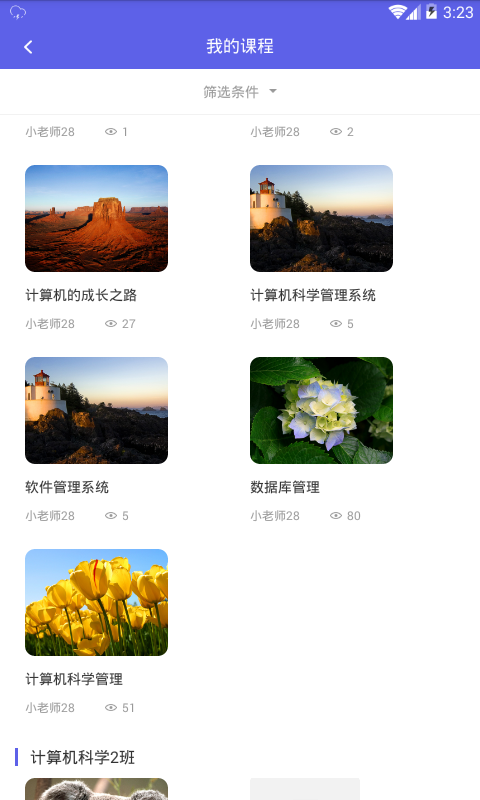 3:23
我的课程
筛选条件
小老师28 1
小老师28 2
计算机的成长之路
计算机科学管理系统
小老师28 27
小老师28 5
软件管理系统
数据库管理
小老师28 5
小老师28 80
计算机科学管理
小老师28 51
计算机科学2班